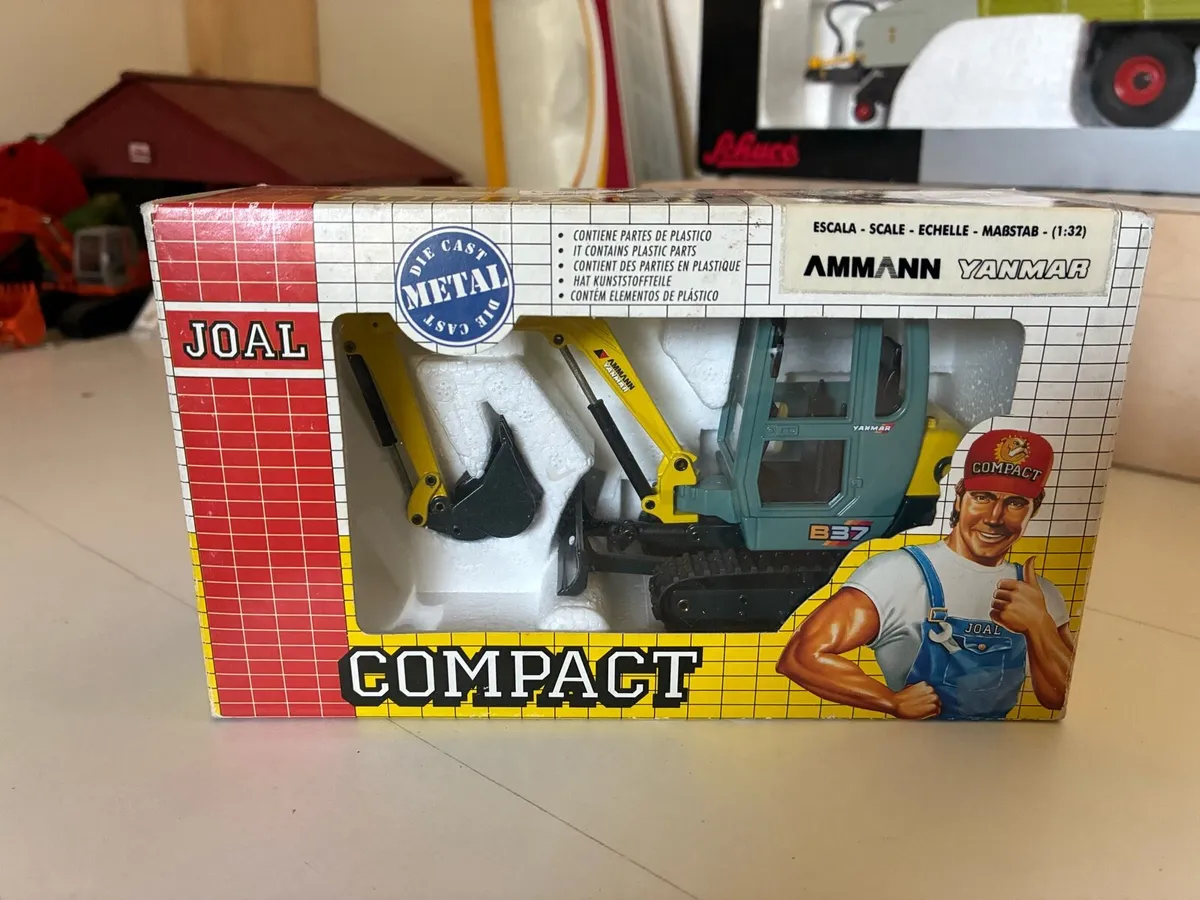 Schuco
JOAL
DIE CAST
METAL
DIE CAST
• CONTIENE PARTES DE PLASTICO
• IT CONTAINS PLASTIC PARTS
• CONTIENT DES PARTIES EN PLASTIQUE
• HAT KUNSTSTOFFTEILE
• CONTÉM ELEMENTOS DE PLÁSTICO
ESCALA - SCALE - ECHELLE - MAßSTAB - (1:32)
AMMANN YANMAR
AMMANN
YANMAR
YANMAR
B37
COMPACT
JOAL
COMPACT